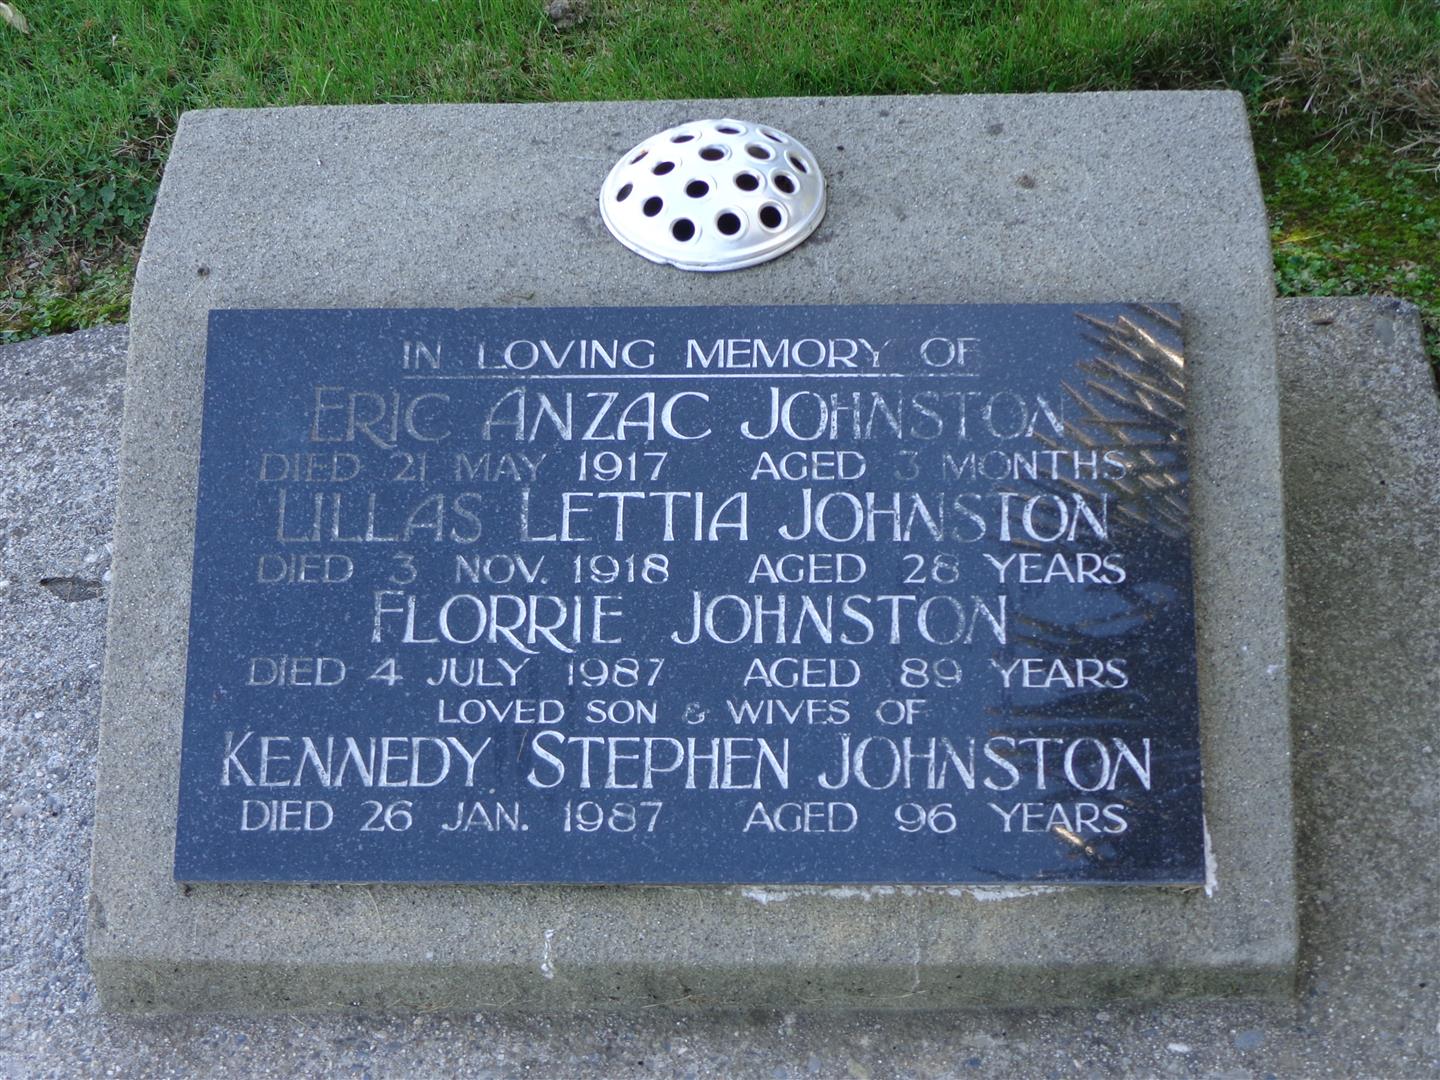 IN LOVING MEMORY OF
ERIC ANZAC JOHNSTON
DIED 21 MAY 1917 AGED 3 MONTHS
LILLAS LETTIA JOHNSTON
DIED 3 NOV. 1918 AGED 28 YEARS
FLORRIE JOHNSTON
DIED 4 JULY 1987 AGED 89 YEARS
LOVED SON & WIVES OF
KENNEDY STEPHEN JOHNSTON
DIED 26 JAN. 1987 AGED 96 YEARS